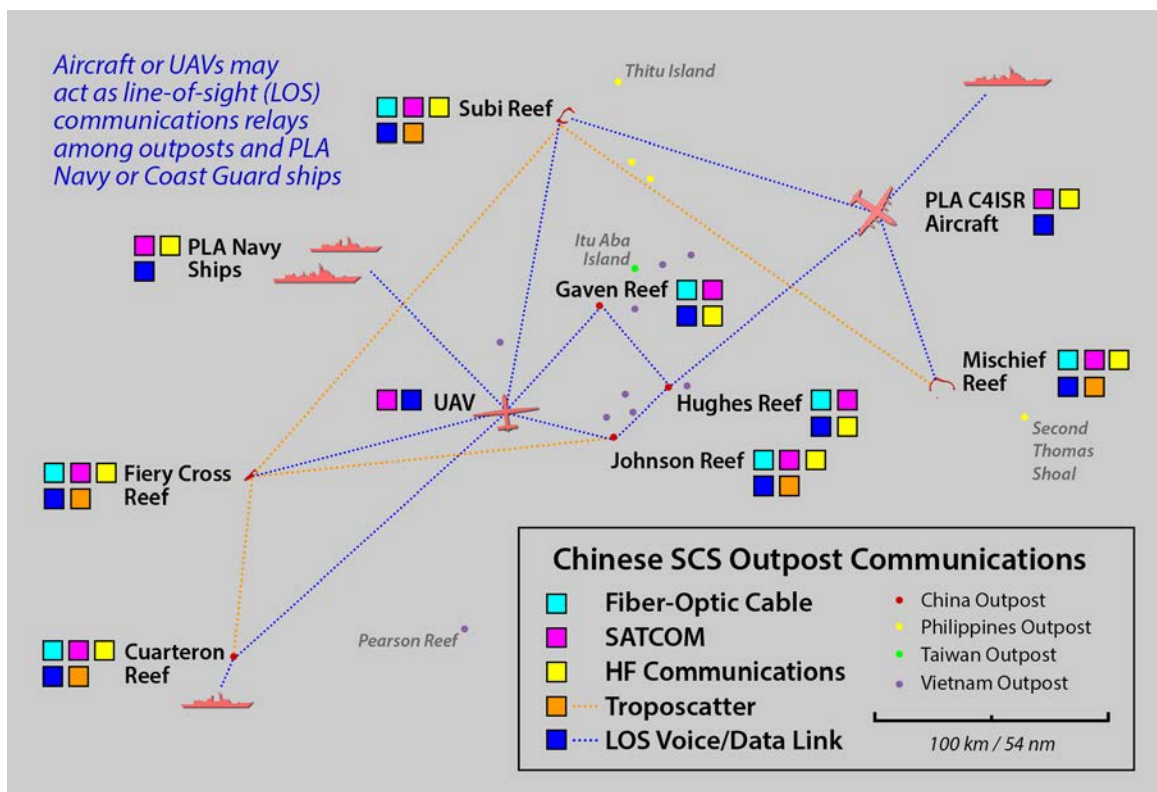 Aircraft or UAVs may
act as line-of-sight (LOS)
communications relays
among outposts and PLA
Navy or Coast Guard ships
Thitu Island
Subi Reef
PLA C4ISR
Aircraft
PLA Navy
Ships
Itu Aba
Island
Gaven Reef
Mischief
Reef
UAV
Hughes Reef
Second
Thomas
Shoal
Johnson Reef
Fiery Cross
Reef
Cuarteron
Reef
Pearson Reef
Chinese SCS Outpost Communications
Fiber-Optic Cable
SATCOM
HF Communications
Troposcatter
LOS Voice/Data Link
China Outpost
Philippines Outpost
Taiwan Outpost
Vietnam Outpost
100 km / 54 nm